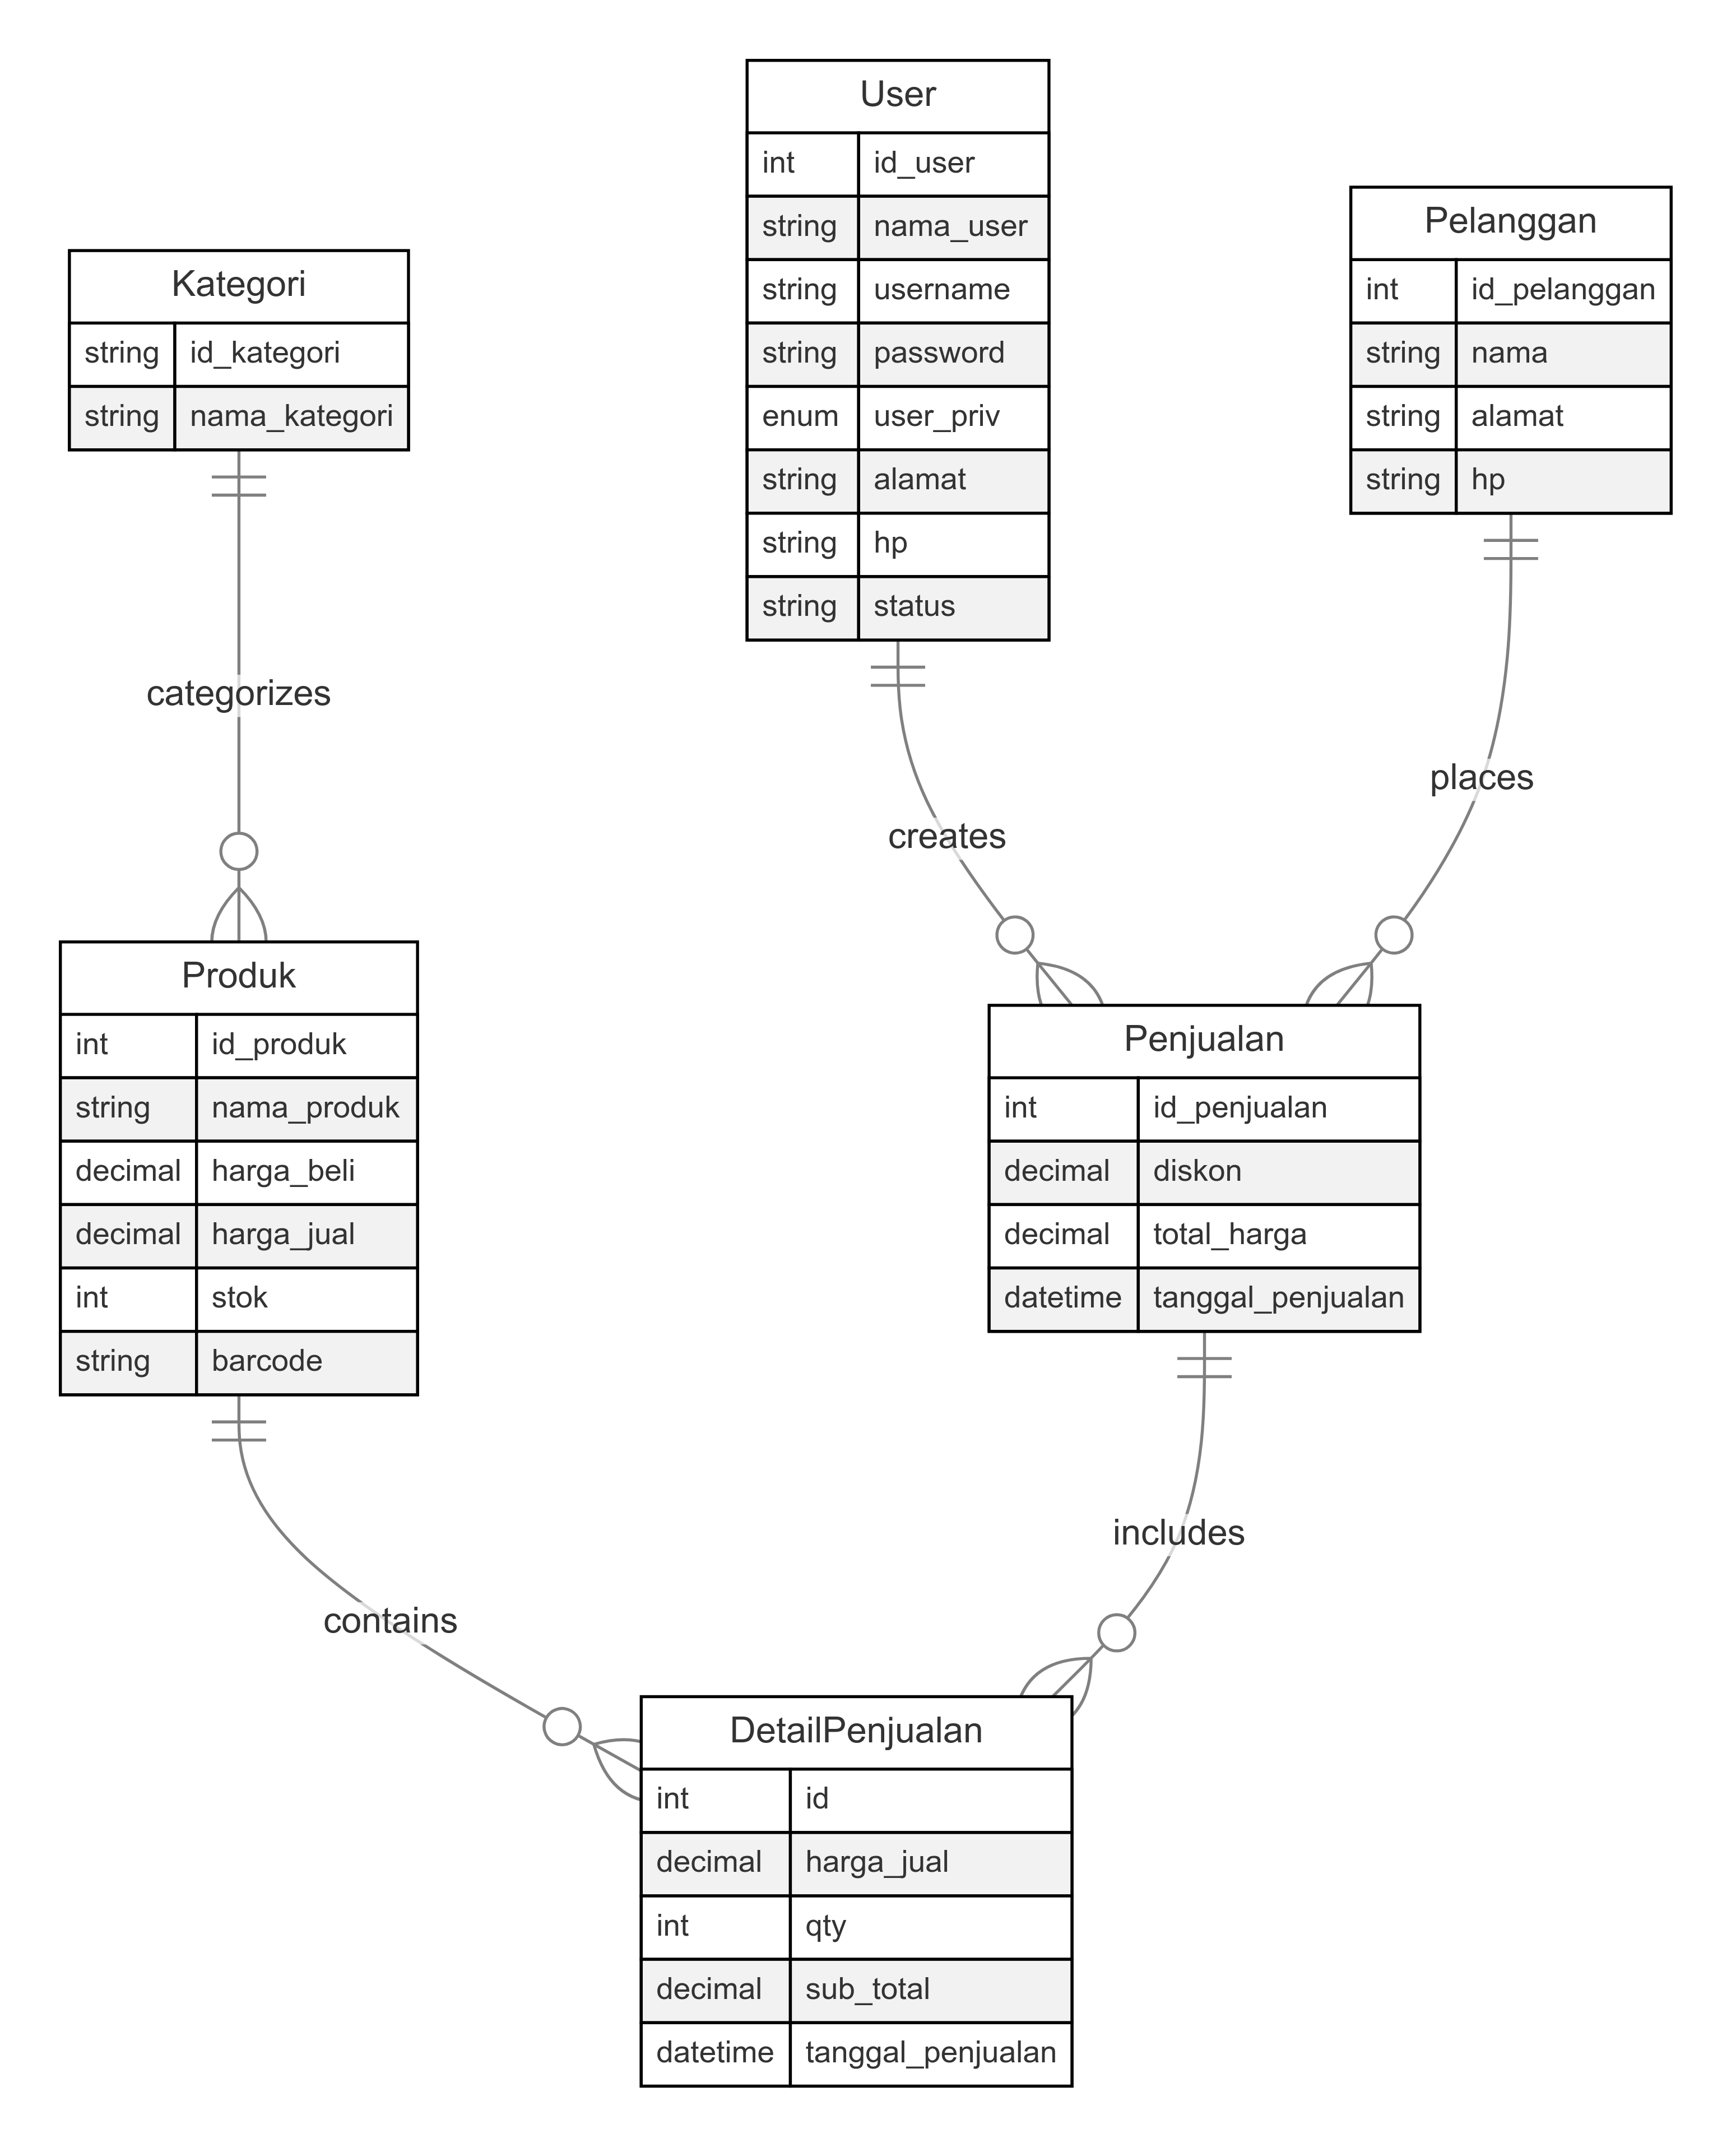 User
int id_user
string nama_user
string username
string password
enum user_priv
string alamat
string hp
string status
Pelanggan
int id_pelanggan
string nama
string alamat
string hp
Kategori
string id_kategori
string nama_kategori
categorizes
creates
places
Produk
int id_produk
string nama_produk
decimal harga_beli
decimal harga_jual
int stok
string barcode
Penjualan
int id_penjualan
decimal diskon
decimal total_harga
datetime tanggal_penjualan
contains
includes
DetailPenjualan
int id
decimal harga_jual
int qty
decimal sub_total
datetime tanggal_penjualan